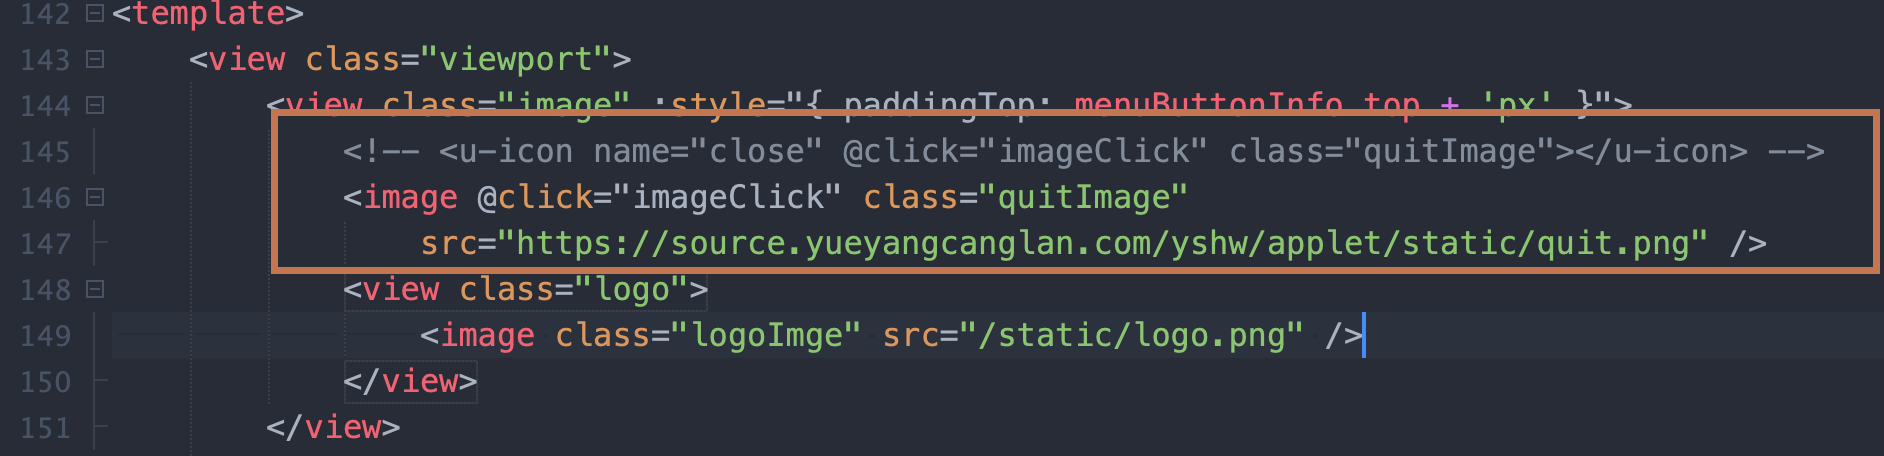 142 <template>
143 <view class="viewport">
144 <view class="image" :style="{ paddingTop: menuButtonInfo.top + 'px' }">
145 <!-- <u-icon name="close" @click="imageClick" class="quitImage"></u-icon> -->
146 <image @click="imageClick" class="quitImage"
147 src="https://source.yueyangcanglan.com/yshw/applet/static/quit.png" />
148 <view class="logo">
149 <image class="logoImge" src="/static/logo.png" />
150 </view>
151 </view>